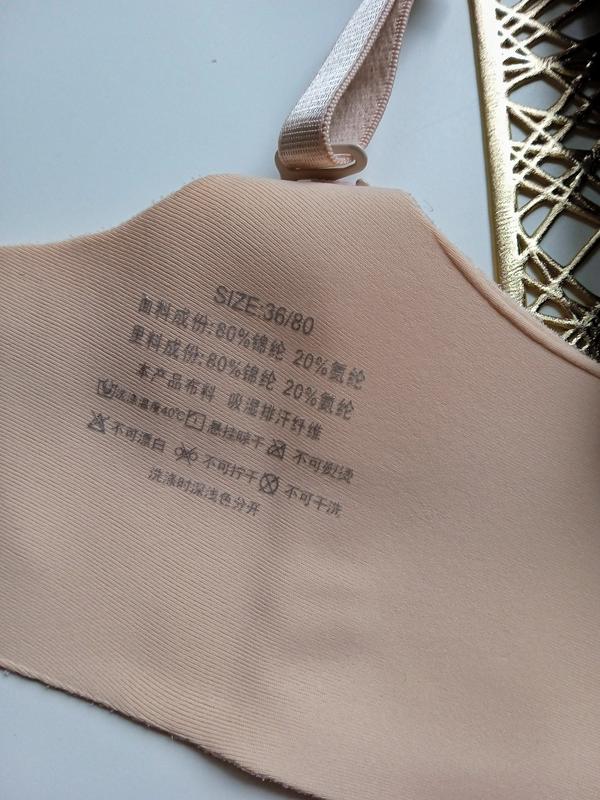 SIZE:36/80
面料成份:80%锦纶 20%氨纶
里料成份:80%锦纶 20%氨纶
本产品布料 吸湿排汗纤维
洗涤温度40℃ 悬挂晾干 不可熨烫
不可漂白 不可拧干 不可干洗
洗涤时深浅色分开